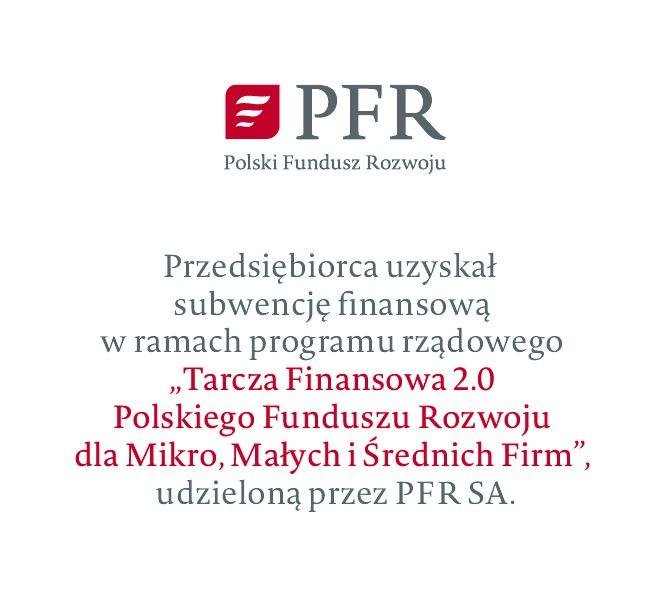 PFR
Polski Fundusz Rozwoju
Przedsiębiorca uzyskał
subwencję finansową
w ramach programu rządowego
„Tarcza Finansowa 2.0
Polskiego Funduszu Rozwoju
dla Mikro, Małych i Średnich Firm”,
udzieloną przez PFR SA.